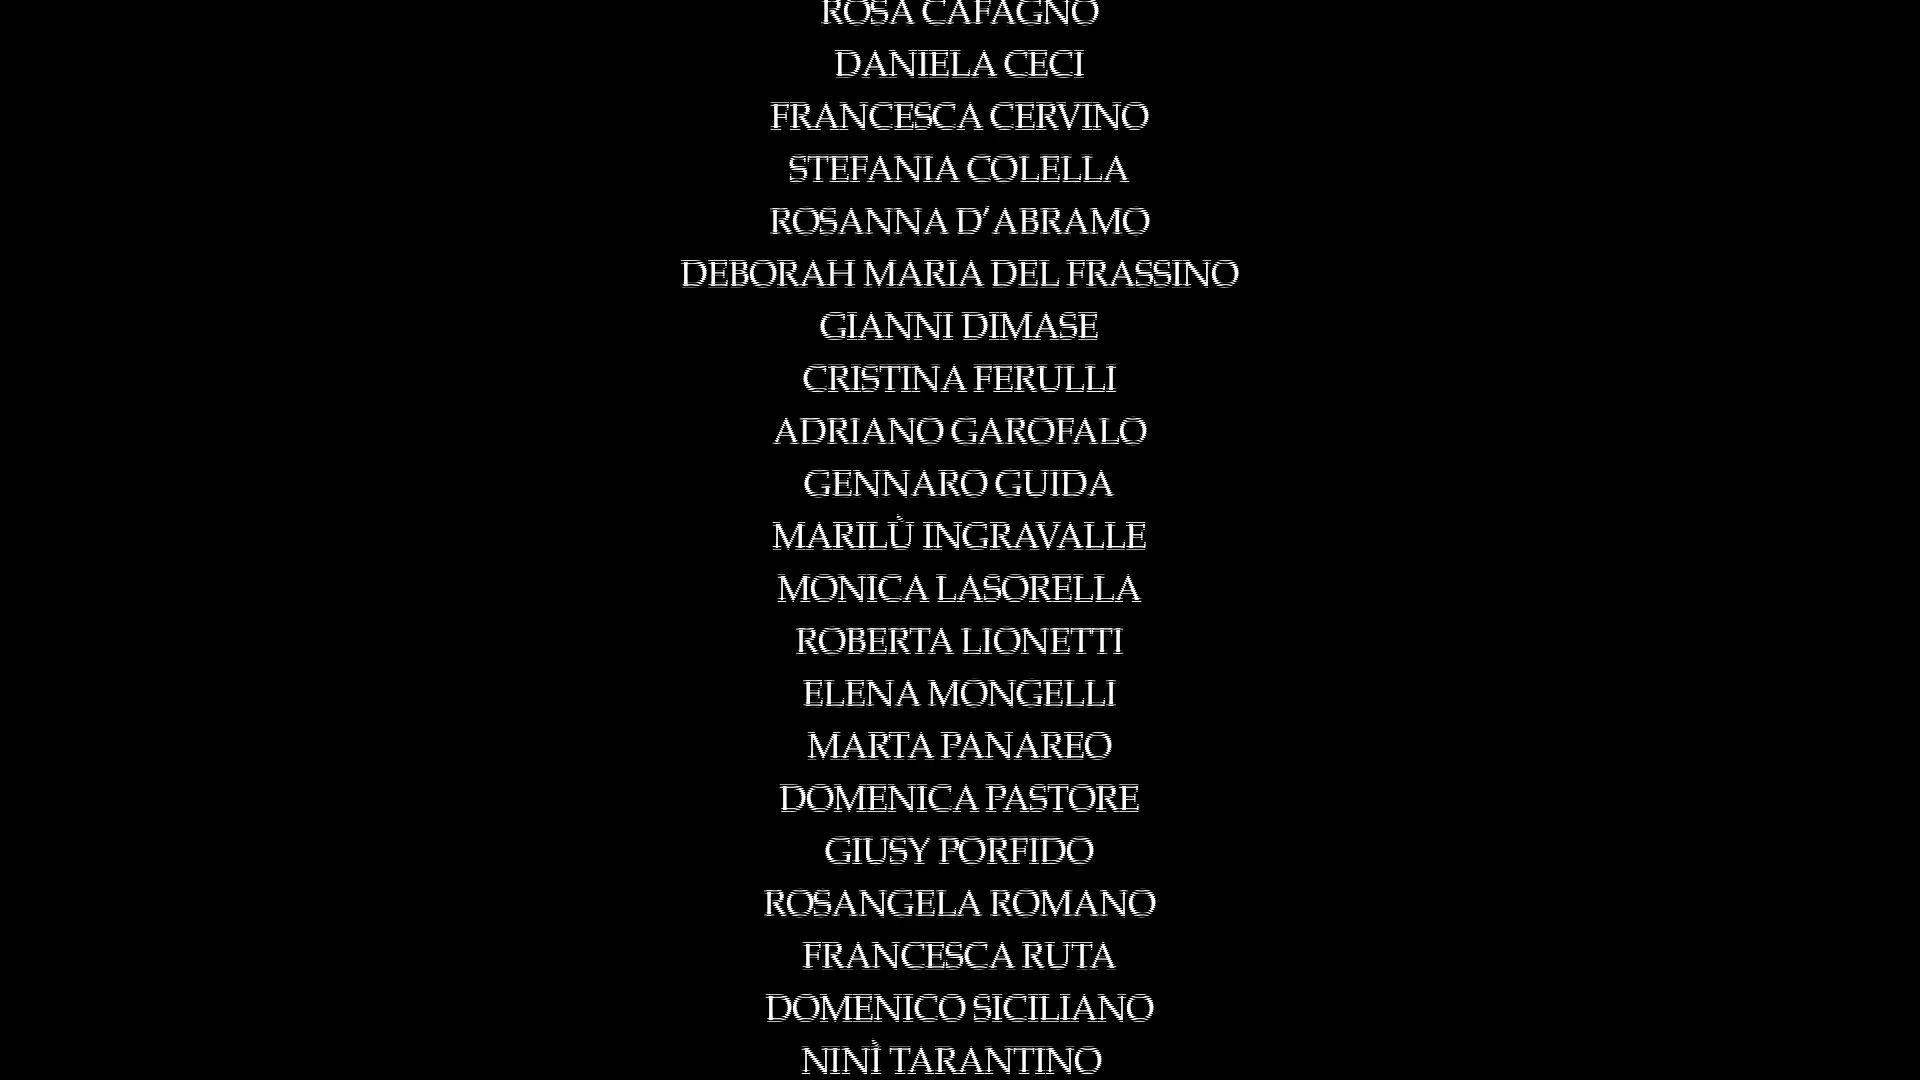 ROSA CAFAGNO
DANIELA CECI
FRANCESCA CERVINO
STEFANIA COLELLA
ROSANNA D'ABRAMO
DEBORAH MARIA DEL FRASSINO
GIANNI DIMASE
CRISTINA FERULLI
ADRIANO GAROFALO
GENNARO GUIDA
MARILÙ INGRAVALLE
MONICA LASORELLA
ROBERTA LIONETTI
ELENA MONGELLI
MARTA PANAREO
DOMENICA PASTORE
GIUSY PORFIDO
ROSANGELA ROMANO
FRANCESCA RUTA
DOMENICO SICILIANO
NINÌ TARANTINO